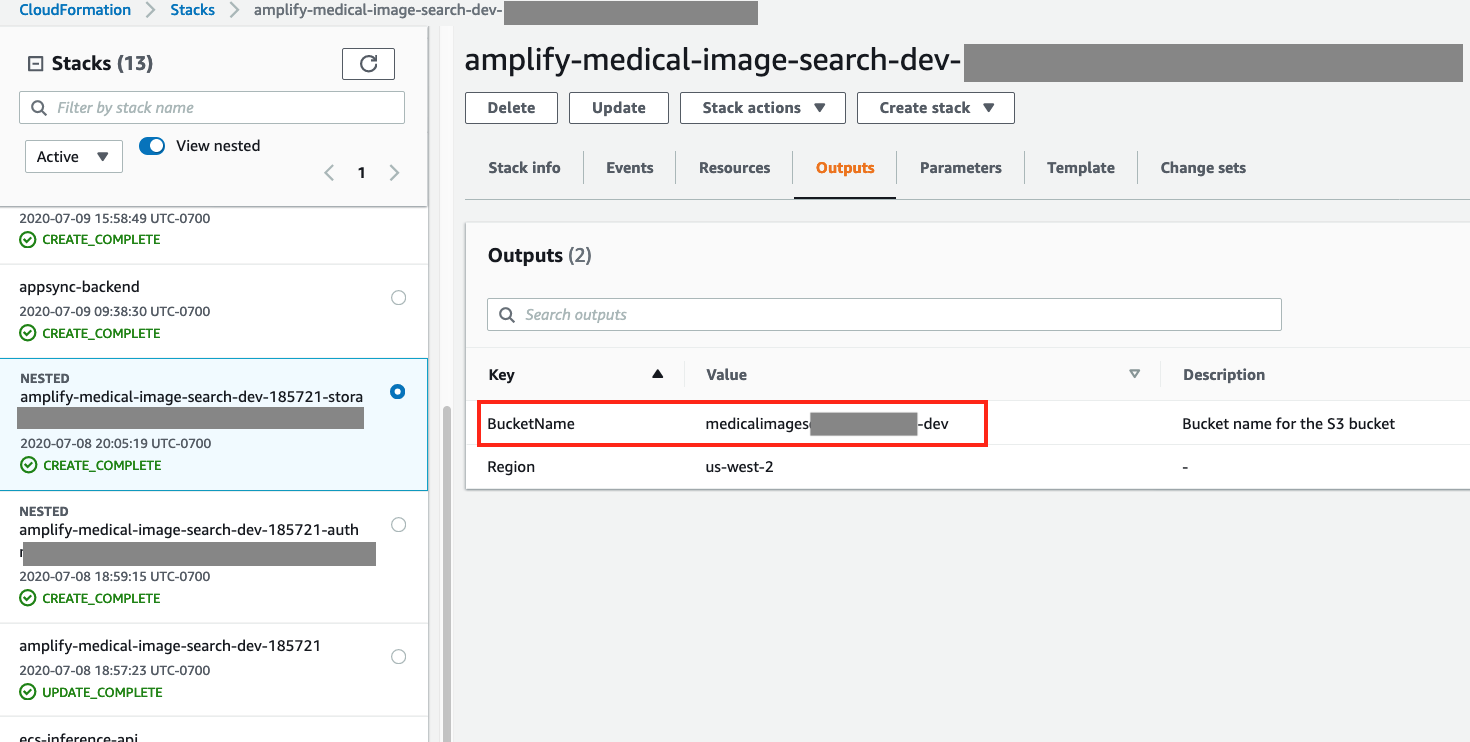 CloudFormation > Stacks > amplify-medical-image-search-dev-
Stacks (13)
Filter by stack name
Active
View nested
1
2020-07-09 15:58:49 UTC-0700
CREATE_COMPLETE
appsync-backend
2020-07-09 09:38:30 UTC-0700
CREATE_COMPLETE
NESTED
amplify-medical-image-search-dev-185721-stora
2020-07-08 20:05:19 UTC-0700
CREATE_COMPLETE
NESTED
amplify-medical-image-search-dev-185721-auth
2020-07-08 18:59:15 UTC-0700
CREATE_COMPLETE
amplify-medical-image-search-dev-185721
2020-07-08 18:57:23 UTC-0700
UPDATE_COMPLETE
ecs-inference-api
amplify-medical-image-search-dev-
Delete Update Stack actions Create stack
Stack info Events Resources Outputs Parameters Template Change sets
Outputs (2)
Search outputs
Key Value Description
BucketName medicalimages -dev Bucket name for the S3 bucket
Region us-west-2 -